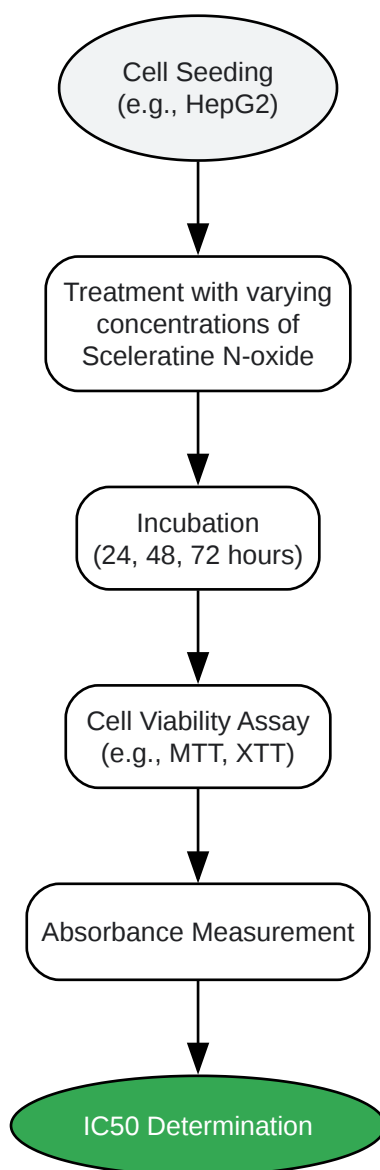 Cell Seeding
(e.g., HepG2)
Treatment with varying
concentrations of
Sceleratine N-oxide
Incubation
(24, 48, 72 hours)
Cell Viability Assay
(e.g., MTT, XTT)
Absorbance Measurement
IC50 Determination